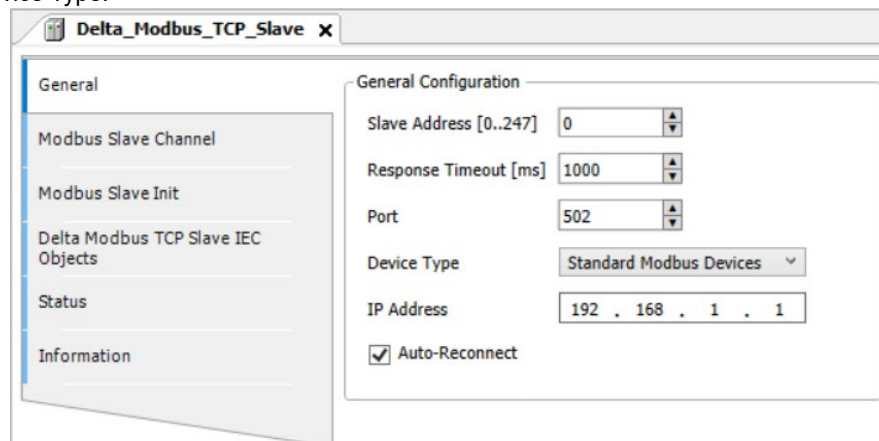 Delta_Modbus_TCP_Slave x
General
Modbus Slave Channel
Modbus Slave Init
Delta Modbus TCP Slave IEC
Objects
Status
Information
General Configuration
Slave Address [0..247] 0
Response Timeout [ms] 1000
Port 502
Device Type Standard Modbus Devices
IP Address 192 . 168 . 1 . 1
Auto-Reconnect